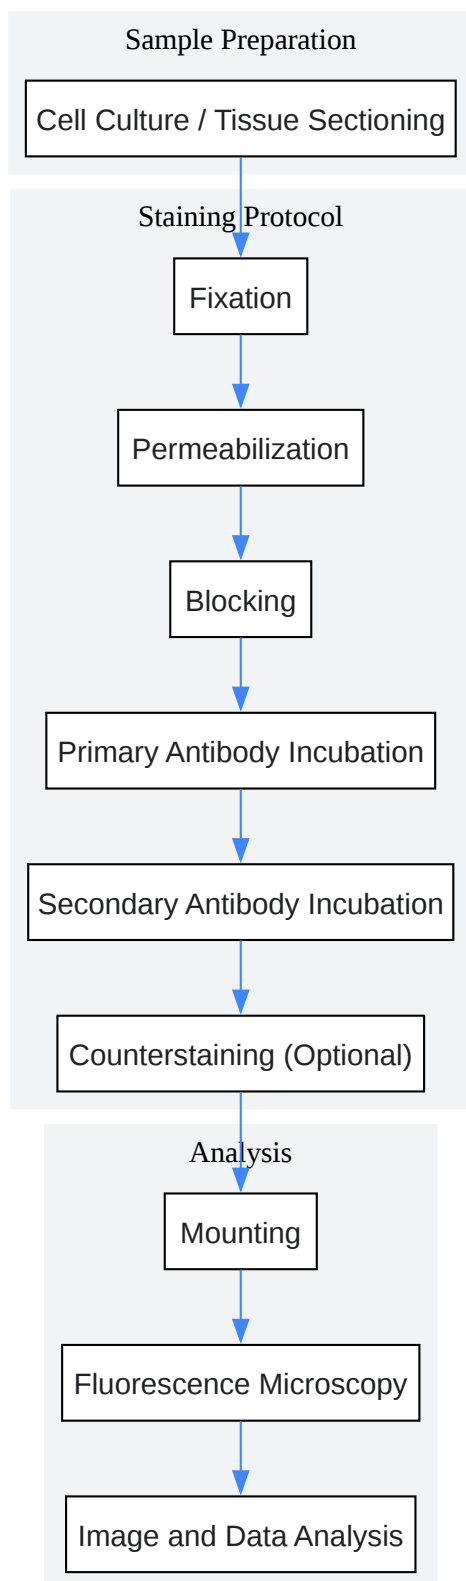 Sample Preparation
Cell Culture / Tissue Sectioning
Staining Protocol
Fixation
Permeabilization
Blocking
Primary Antibody Incubation
Secondary Antibody Incubation
Counterstaining (Optional)
Analysis
Mounting
Fluorescence Microscopy
Image and Data Analysis